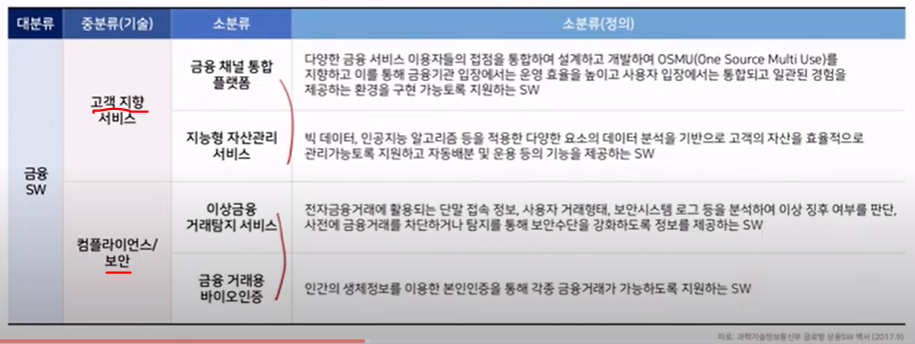 대분류
중분류(기술)
소분류
소분류(정의)
금융
SW
고객 지향
서비스
금융 채널 통합
플랫폼
다양한 금융 서비스 이용자들의 접점을 통합하여 설계하고 개발하여 OSMU(One Source Multi Use)를
지향하고 이를 통해 금융기관 입장에서는 운영 효율을 높이고 사용자 입장에서는 통합되고 일관된 경험을
제공하는 환경을 구현 가능토록 지원하는 SW
지능형 자산관리
서비스
빅 데이터, 인공지능 알고리즘 등을 적용한 다양한 요소의 데이터 분석을 기반으로 고객의 자산을 효율적으로
관리가능토록 지원하고 자동배분 및 운용 등의 기능을 제공하는 SW
컴플라이언스/
보안
이상금융
거래탐지 서비스
전자금융거래에 활용되는 단말 접속 정보, 사용자 거래형태, 보안시스템 로그 등을 분석하여 이상 징후 여부를 판단,
사전에 금융거래를 차단하거나 탐지를 통해 보안수단을 강화하도록 정보를 제공하는 SW
금융 거래용
바이오인증
인간의 생체정보를 이용한 본인인증을 통해 각종 금융거래가 가능하도록 지원하는 SW
자료: 과학기술정보통신부 글로벌 상용SW 백서 (2017.9)